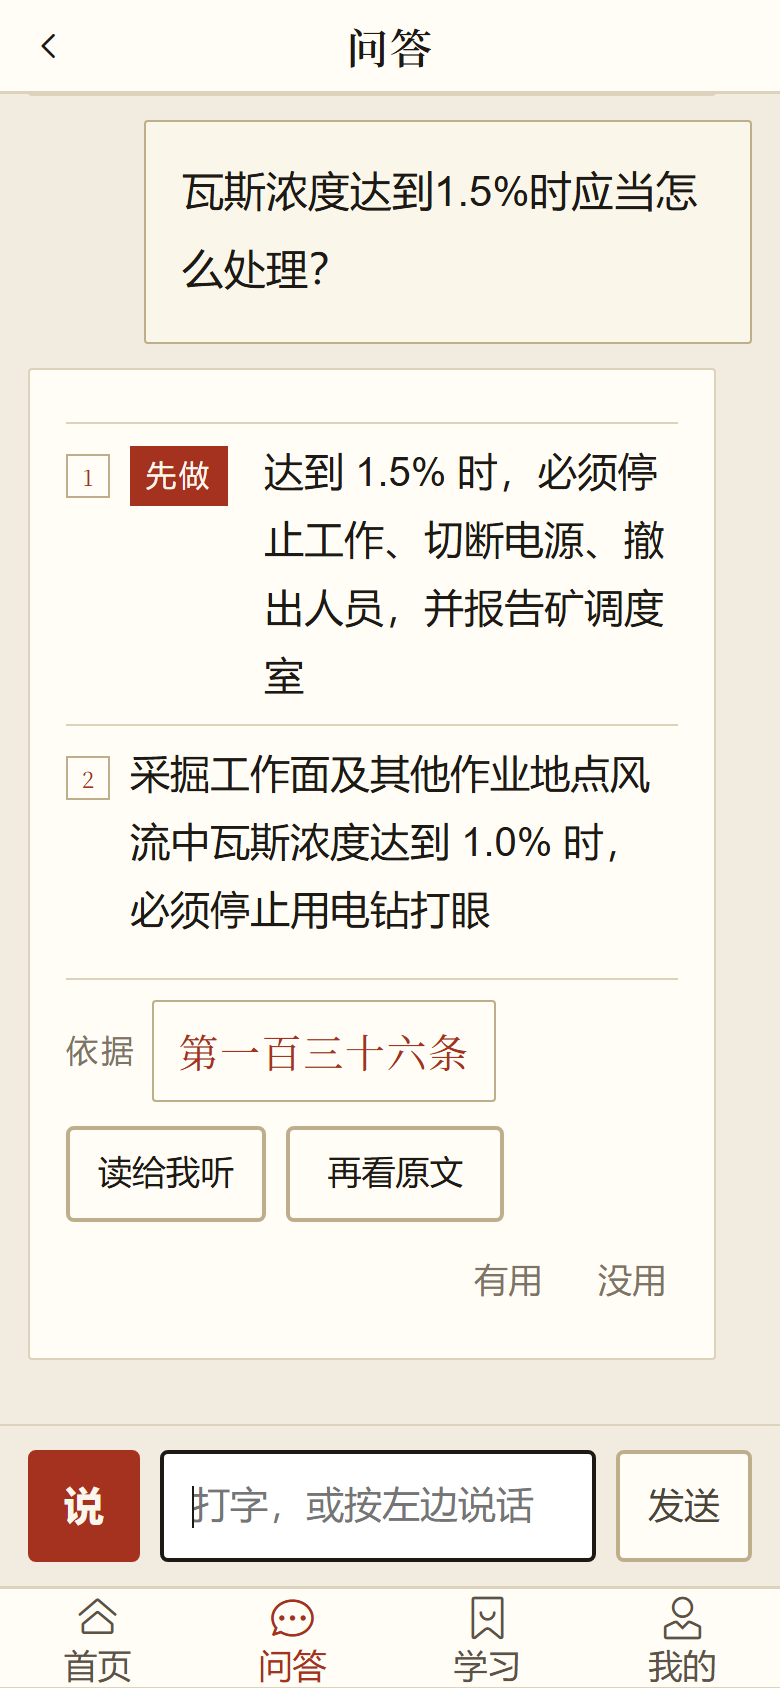 问答
瓦斯浓度达到1.5%时应当怎
么处理?
1 先做 达到 1.5% 时，必须停
止工作、切断电源、撤
出人员，并报告矿调度
室
2 采掘工作面及其他作业地点风
流中瓦斯浓度达到 1.0% 时，
必须停止用电钻打眼
依据 第一百三十六条
读给我听 再看原文
有用 没用
说 打字，或按左边说话 发送
首页 问答 学习 我的